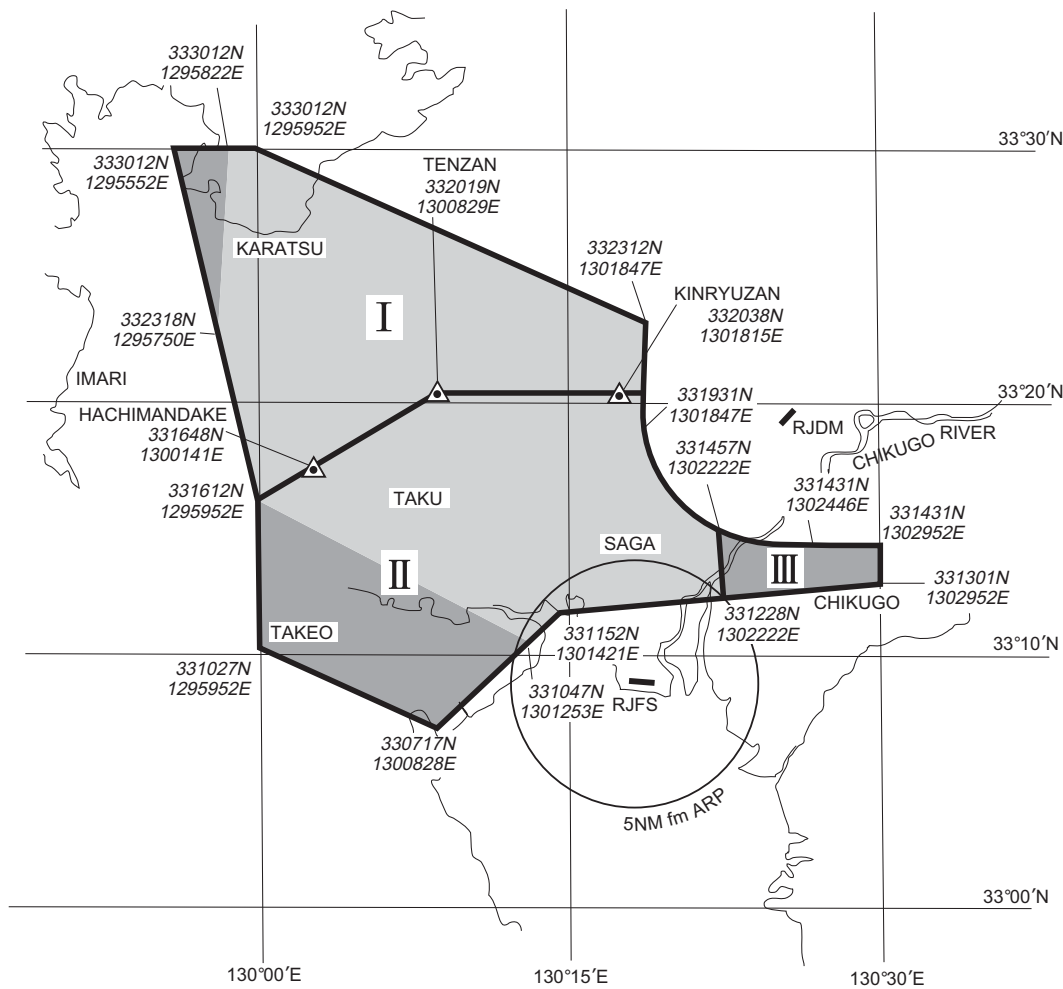 333012N
1295822E
333012N
1295952E
33°30′N
333012N
1295552E
TENZAN
332019N
1300829E
KARATSU
332312N
1301847E
KINRYUZAN
332038N
1301815E
I
332318N
1295750E
IMARI
HACHIMANDAKE
331648N
1300141E
33°20′N
331931N
1301847E
RJDM
CHIKUGO RIVER
331457N
1302222E
331612N
1295952E
TAKU
331431N
1302446E
331431N
1302952E
SAGA
II
III
331301N
1302952E
CHIKUGO
TAKEO
331152N
1301421E
331228N
1302222E
33°10′N
331027N
1295952E
331047N
1301253E
RJFS
330717N
1300828E
5NM fm ARP
33°00′N
130°00′E
130°15′E
130°30′E